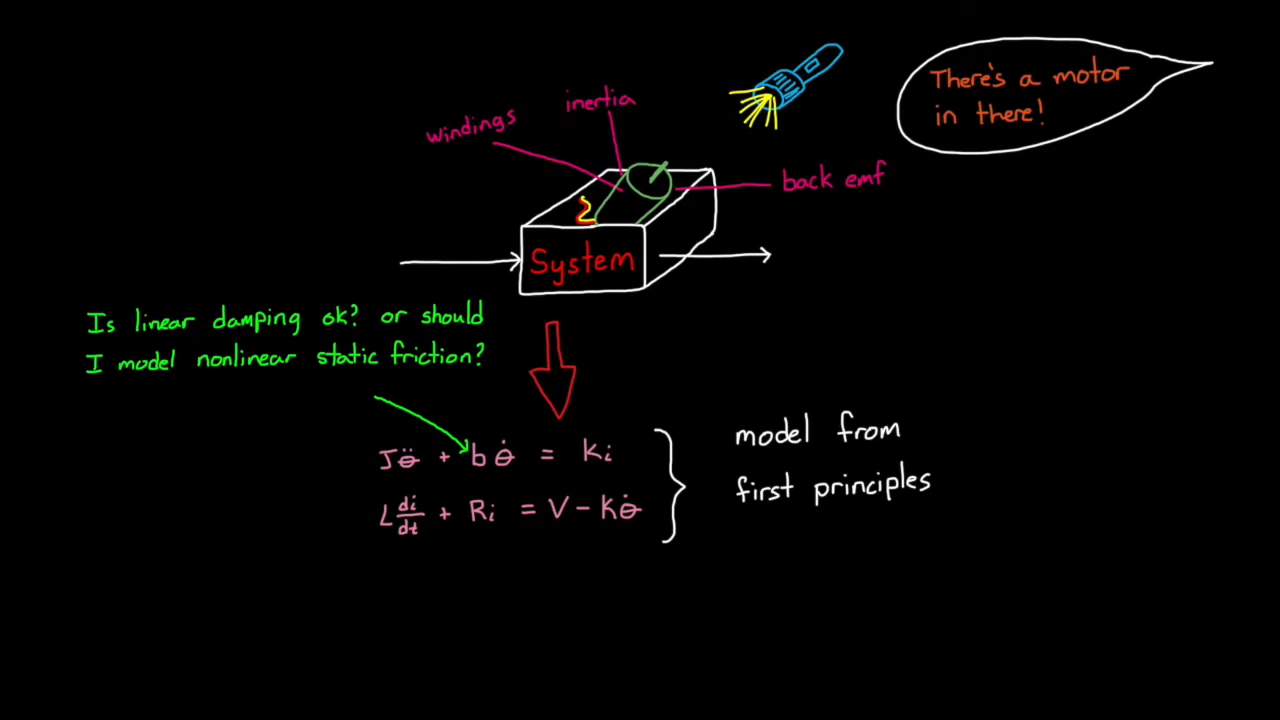 There's a motor
in there!
inertia
windings
back emf
System
Is linear damping ok? or should
I model nonlinear static friction?
Jθ̈ + bθ̇ = Ki
L di/dt + Ri = V - Kθ̇
model from
first principles